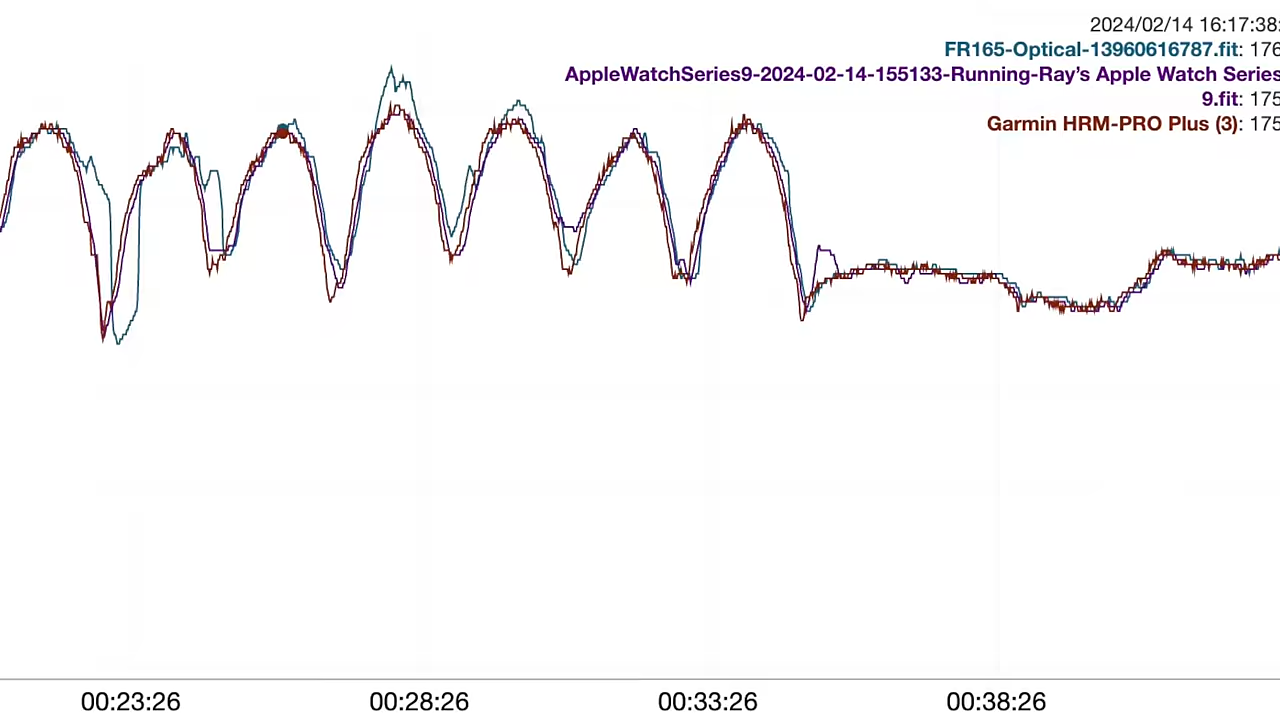 2024/02/14 16:17:38:
FR165-Optical-13960616787.fit: 176
AppleWatchSeries9-2024-02-14-155133-Running-Ray’s Apple Watch Series
9.fit: 175
Garmin HRM-PRO Plus (3): 175
00:23:26 00:28:26 00:33:26 00:38:26